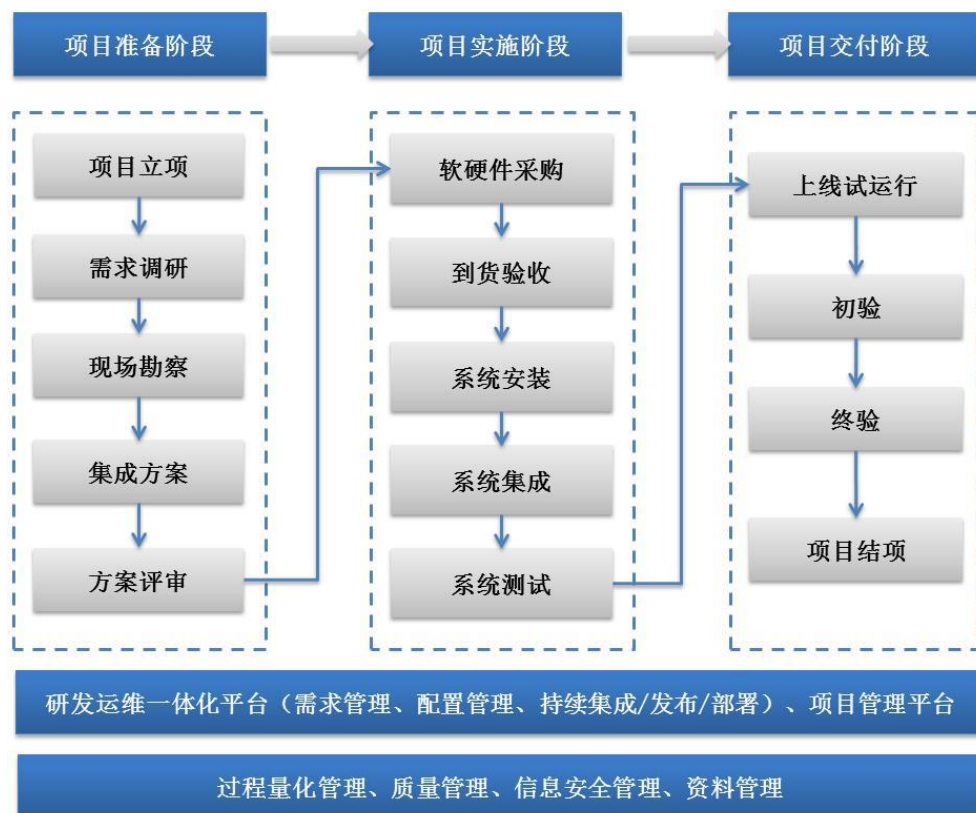 项目准备阶段
项目实施阶段
项目交付阶段
项目立项
需求调研
现场勘察
集成方案
方案评审
软硬件采购
到货验收
系统安装
系统集成
系统测试
上线试运行
初验
终验
项目结项
研发运维一体化平台（需求管理、配置管理、持续集成/发布/部署）、项目管理平台
过程量化管理、质量管理、信息安全管理、资料管理